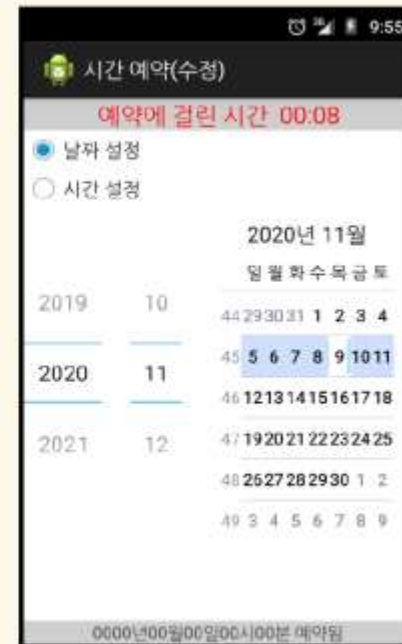 9:55
시간 예약(수정)
예약에 걸린 시간 00:08
날짜 설정
시간 설정
2020년 11월
일 월 화 수 목 금 토
2019 10
44 29 30 31 1 2 3 4
2020 11
45 5 6 7 8 9 10 11
46 12 13 14 15 16 17 18
2021 12
47 19 20 21 22 23 24 25
48 26 27 28 29 30 1 2
49 3 4 5 6 7 8 9
0000년00월00일00시00분 예약됨